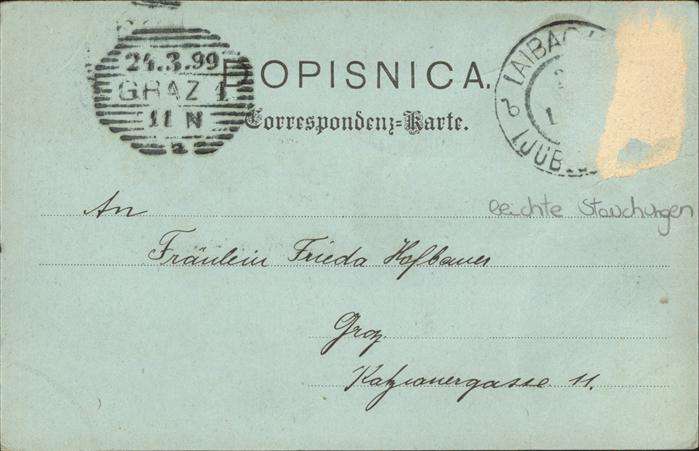 24.3.99
GRAZ 1
11 N
DOPISNICA.
Correspondenz=Karte.
LAIBACH
LJUB
An
leichte Stauchungen
Fräulein Frieda Hofbauer
Graz
Katzianergasse 11.